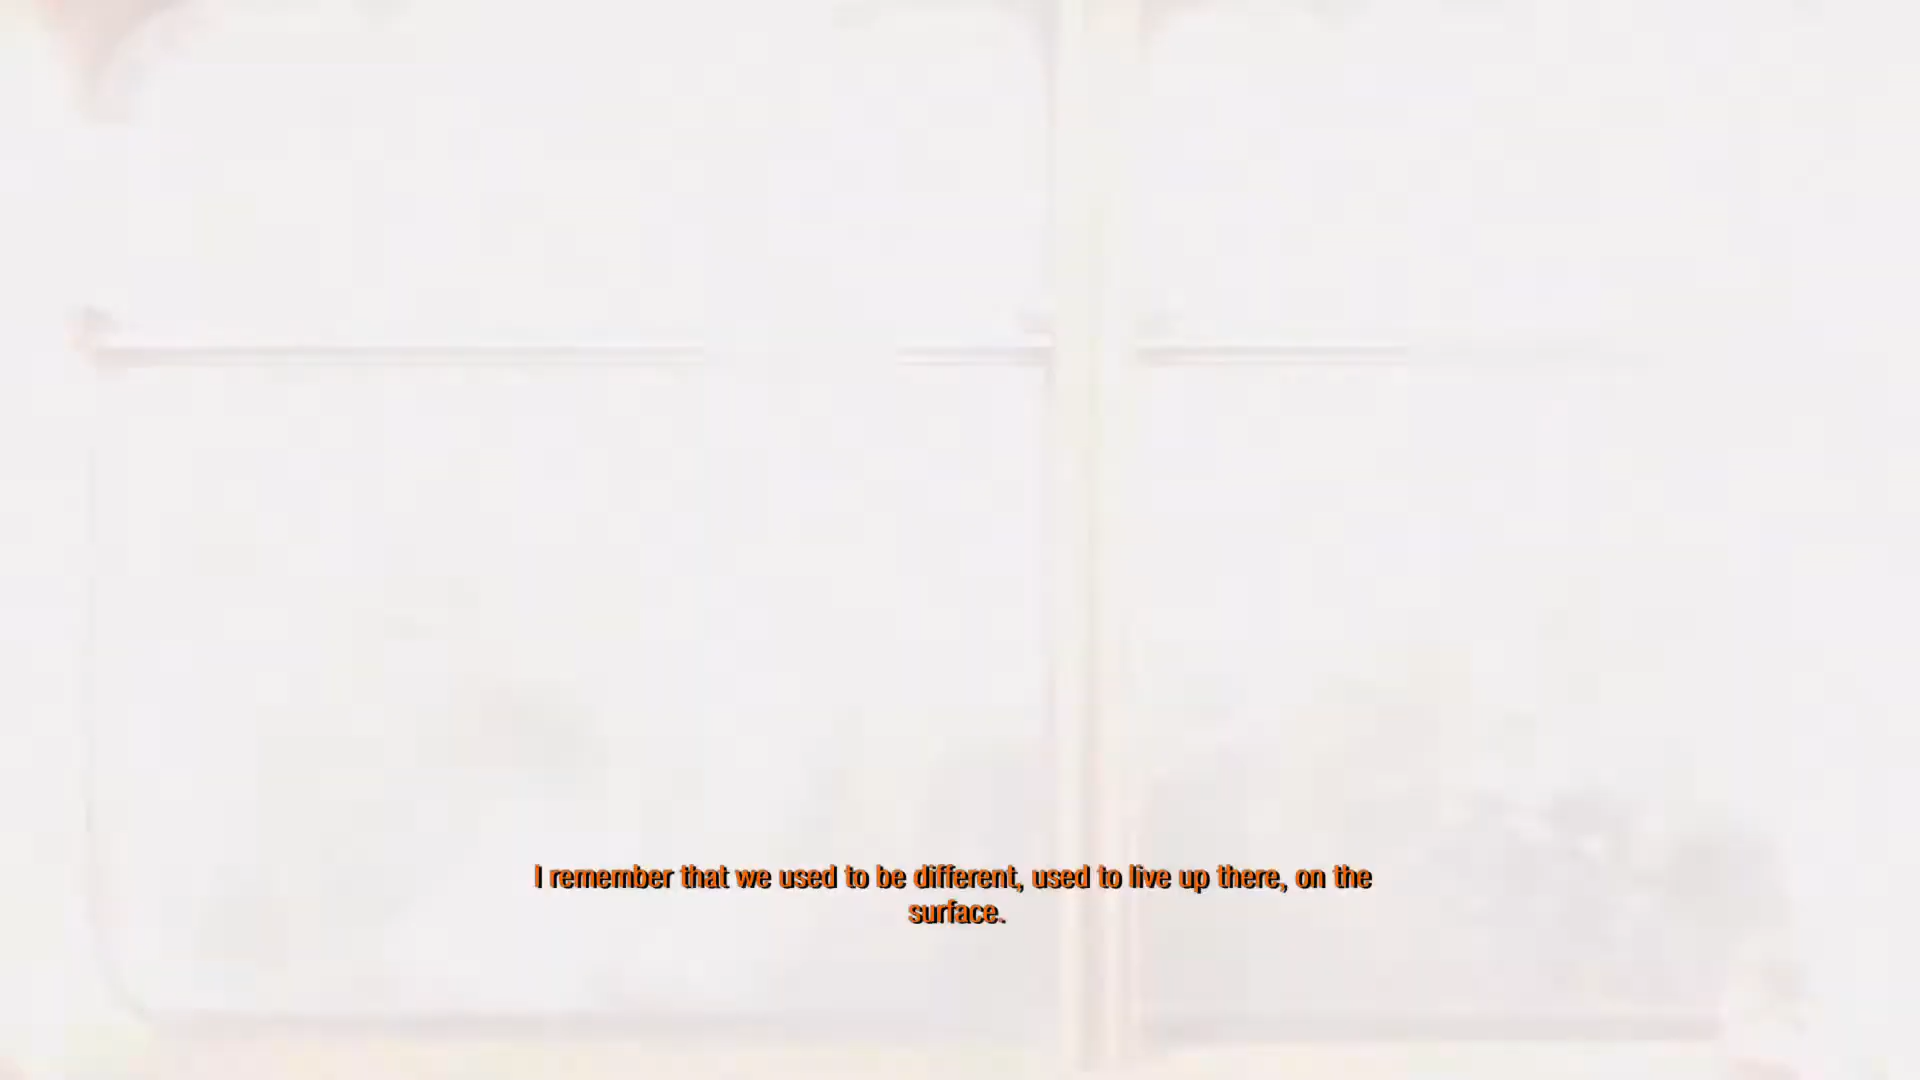 I remember that we used to be different, used to live up there, on the
surface.